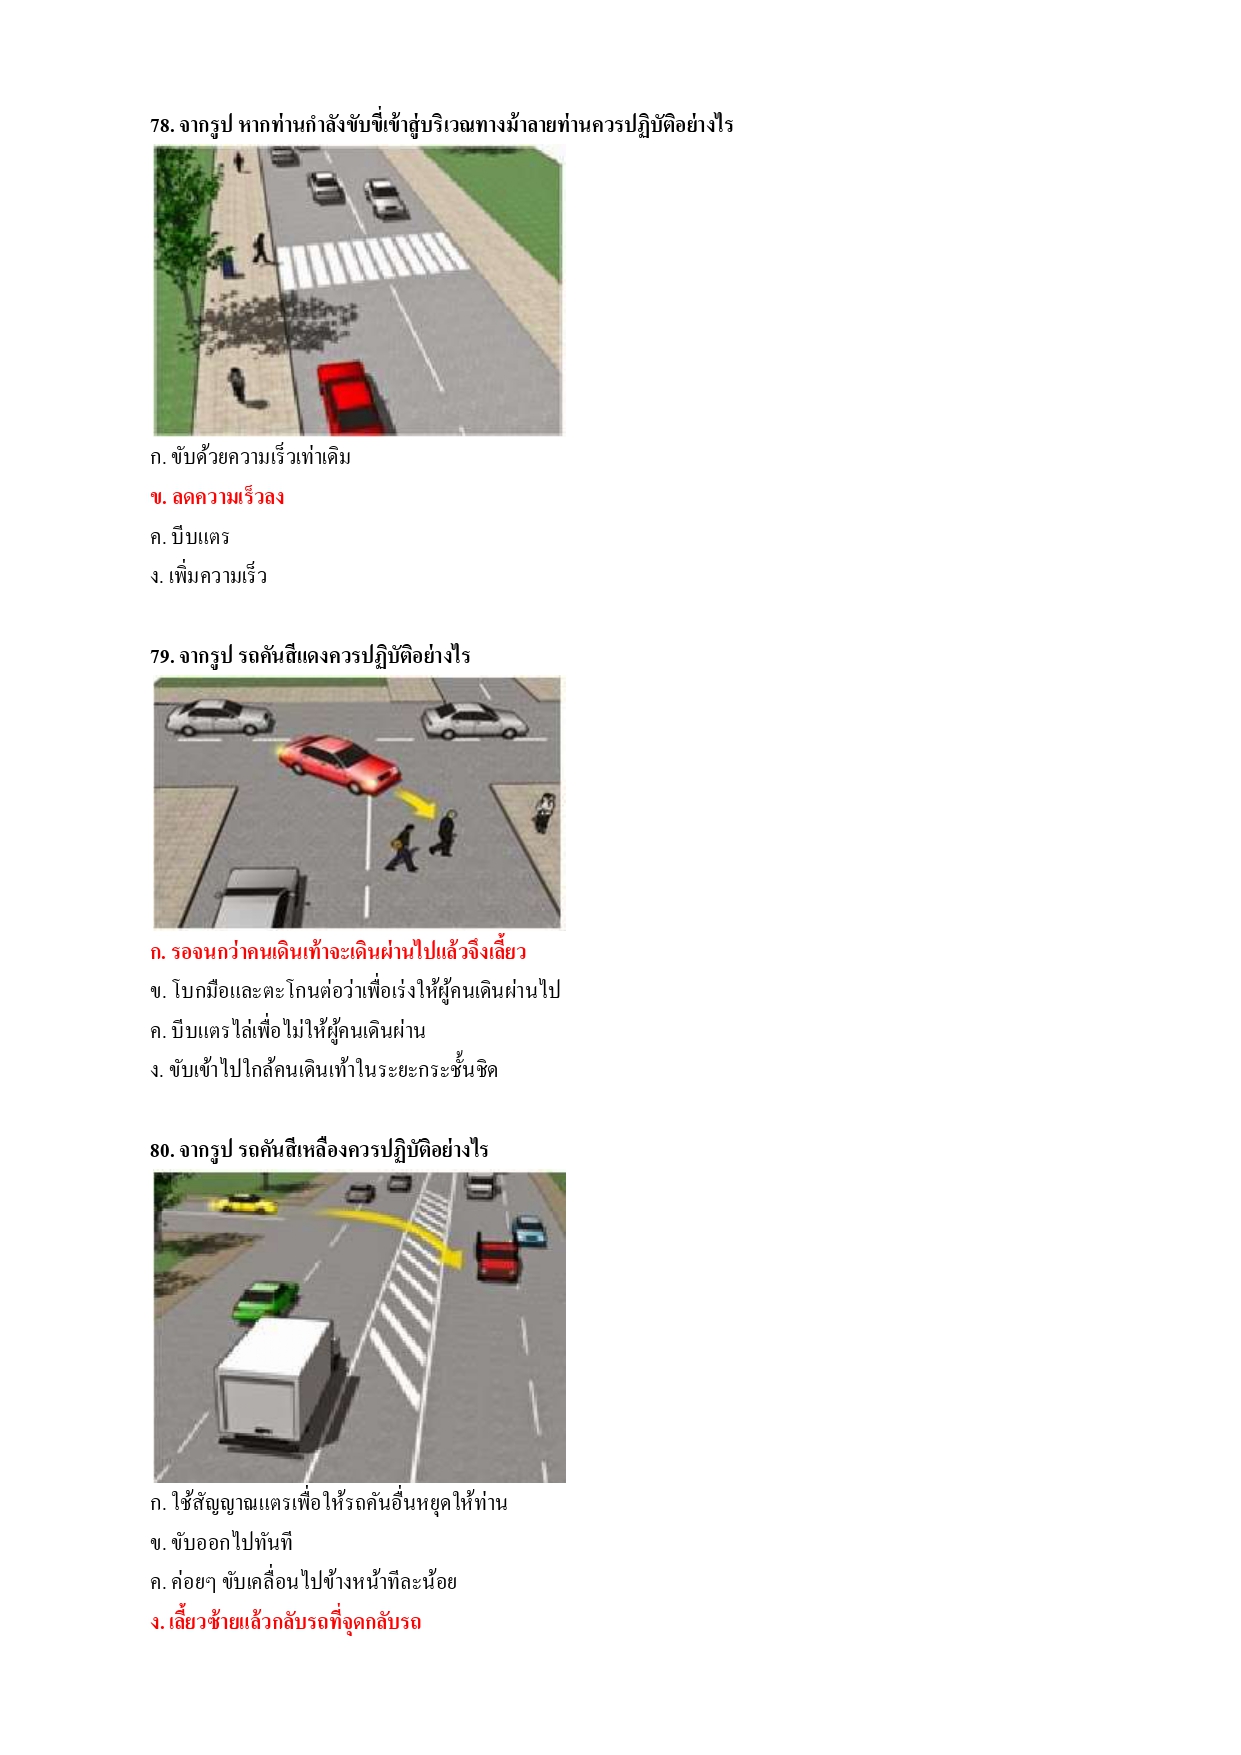 78. จากรูป หากท่านกำลังขับขี่เข้าสู่บริเวณทางม้าลายท่านควรปฏิบัติอย่างไร
ก. ขับด้วยความเร็วเท่าเดิม
ข. ลดความเร็วลง
ค. บีบแตร
ง. เพิ่มความเร็ว
79. จากรูป รถคันสีแดงควรปฏิบัติอย่างไร
ก. รอจนกว่าคนเดินเท้าจะเดินผ่านไปแล้วจึงเลี้ยว
ข. โบกมือและตะโกนต่อว่าเพื่อเร่งให้ผู้คนเดินผ่านไป
ค. บีบแตรไล่เพื่อไม่ให้ผู้คนเดินผ่าน
ง. ขับเข้าไปใกล้คนเดินเท้าในระยะกระชั้นชิด
80. จากรูป รถคันสีเหลืองควรปฏิบัติอย่างไร
ก. ใช้สัญญาณแตรเพื่อให้รถคันอื่นหยุดให้ท่าน
ข. ขับออกไปทันที
ค. ค่อยๆ ขับเคลื่อนไปข้างหน้าทีละน้อย
ง. เลี้ยวซ้ายแล้วกลับรถที่จุดกลับรถ